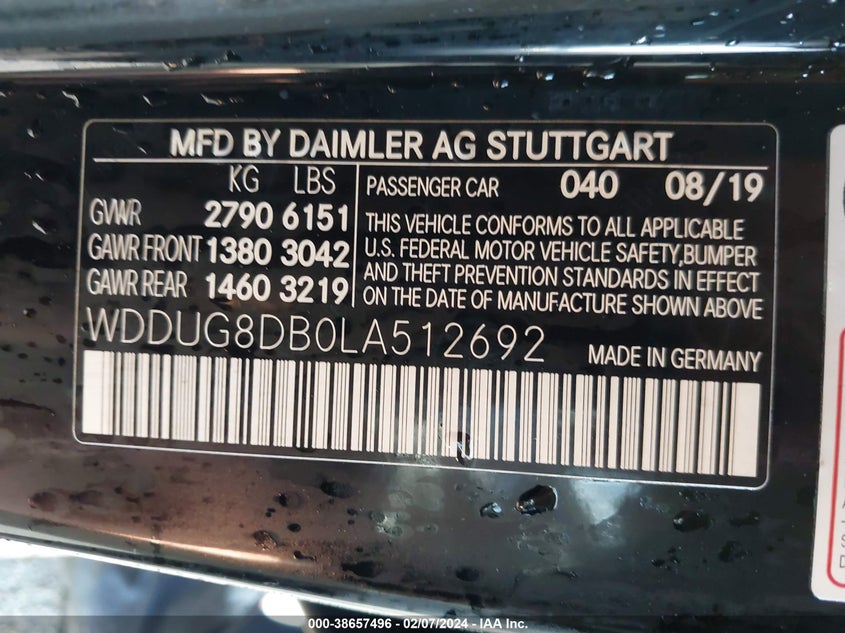 MFD BY DAIMLER AG STUTTGART
KG LBS
GVWR 2790 6151
GAWR FRONT 1380 3042
GAWR REAR 1460 3219
PASSENGER CAR 040 08/19
THIS VEHICLE CONFORMS TO ALL APPLICABLE
U.S. FEDERAL MOTOR VEHICLE SAFETY,BUMPER
AND THEFT PREVENTION STANDARDS IN EFFECT
ON THE DATE OF MANUFACTURE SHOWN ABOVE
WDDUG8DB0LA512692
MADE IN GERMANY
000-38657496 - 02/07/2024 - IAA Inc.